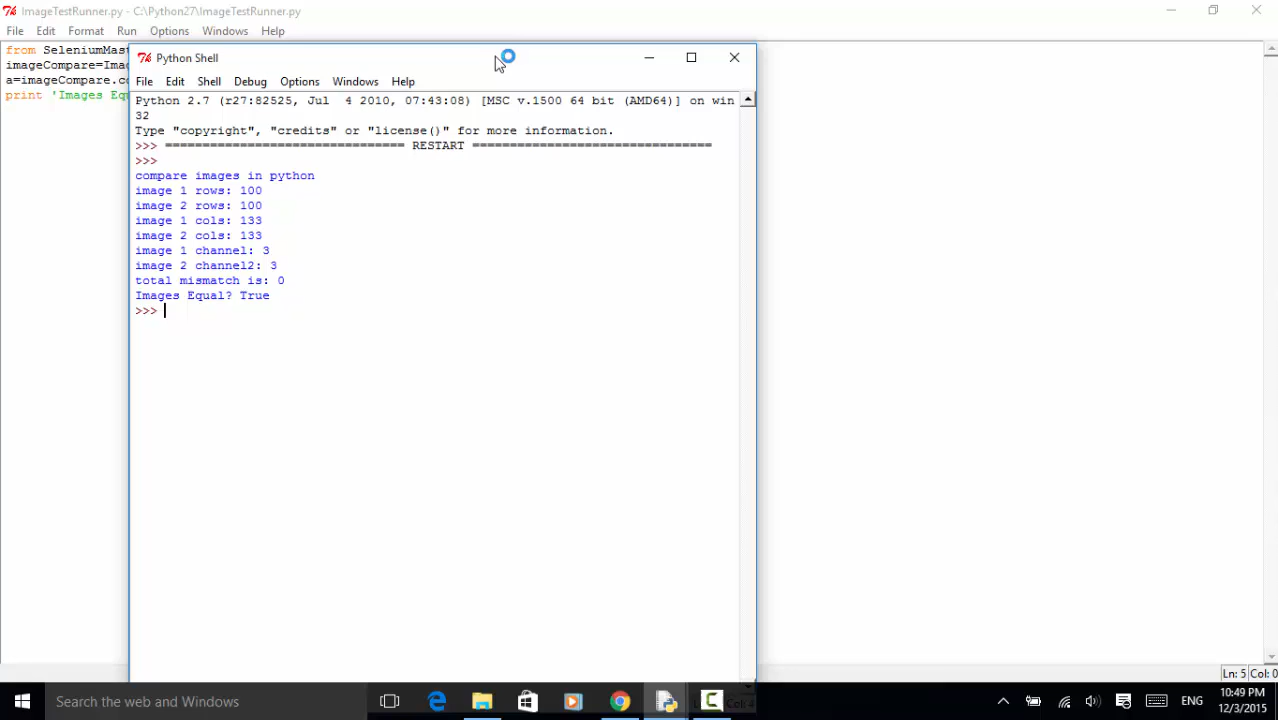 ImageTestRunner.py - C:\Python27\ImageTestRunner.py
File Edit Format Run Options Windows Help
from
a=imageCompare.
print 'Images
Python Shell
File Edit Shell Debug Options Windows Help
Python 2.7 (r27:82525, Jul  4 2010, 07:43:08) [MSC v.1500 64 bit (AMD64)] on win
32
Type "copyright", "credits" or "license()" for more information.
>>> ================================ RESTART ================================
>>>
compare images in python
image 1 rows: 100
image 2 rows: 100
image 1 cols: 133
image 2 cols: 133
image 1 channel: 3
image 2 channel2: 3
total mismatch is: 0
Images Equal? True
>>>
Ln: 5 Col: 0
Search the web and Windows
ENG
10:49 PM
12/3/2015